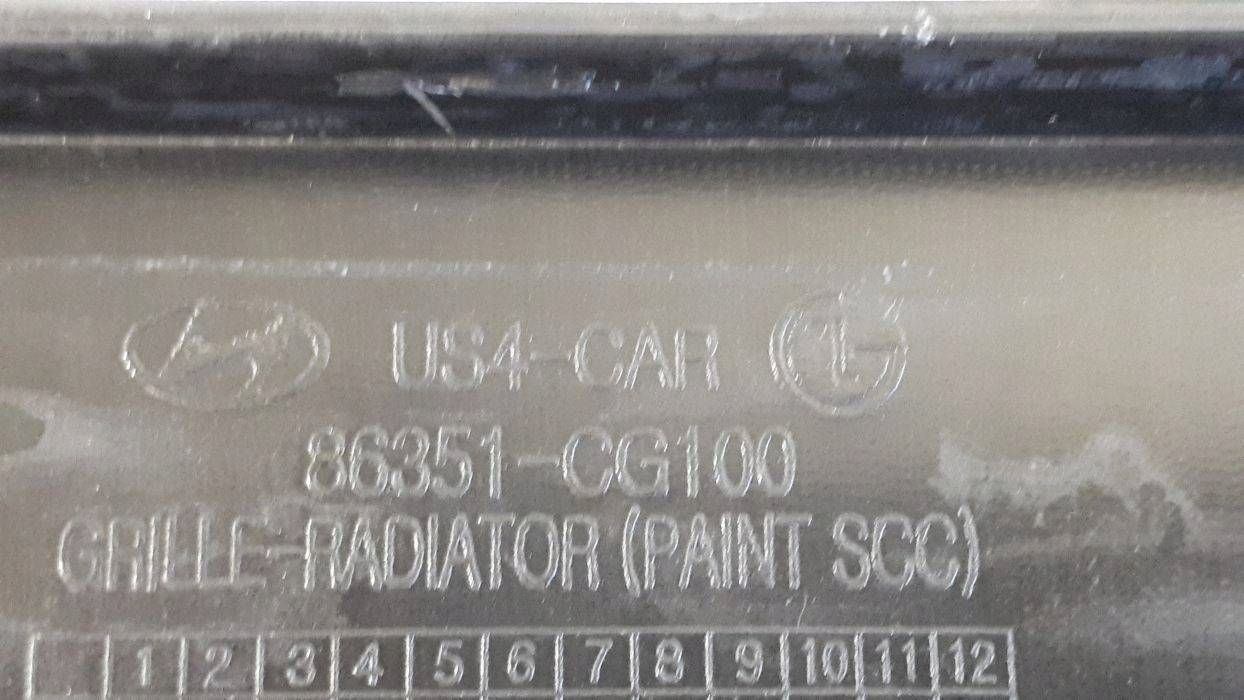 US4-CAR
86351-CG100
GRILLE-RADIATOR (PAINT SCC)
1 2 3 4 5 6 7 8 9 10 11 12